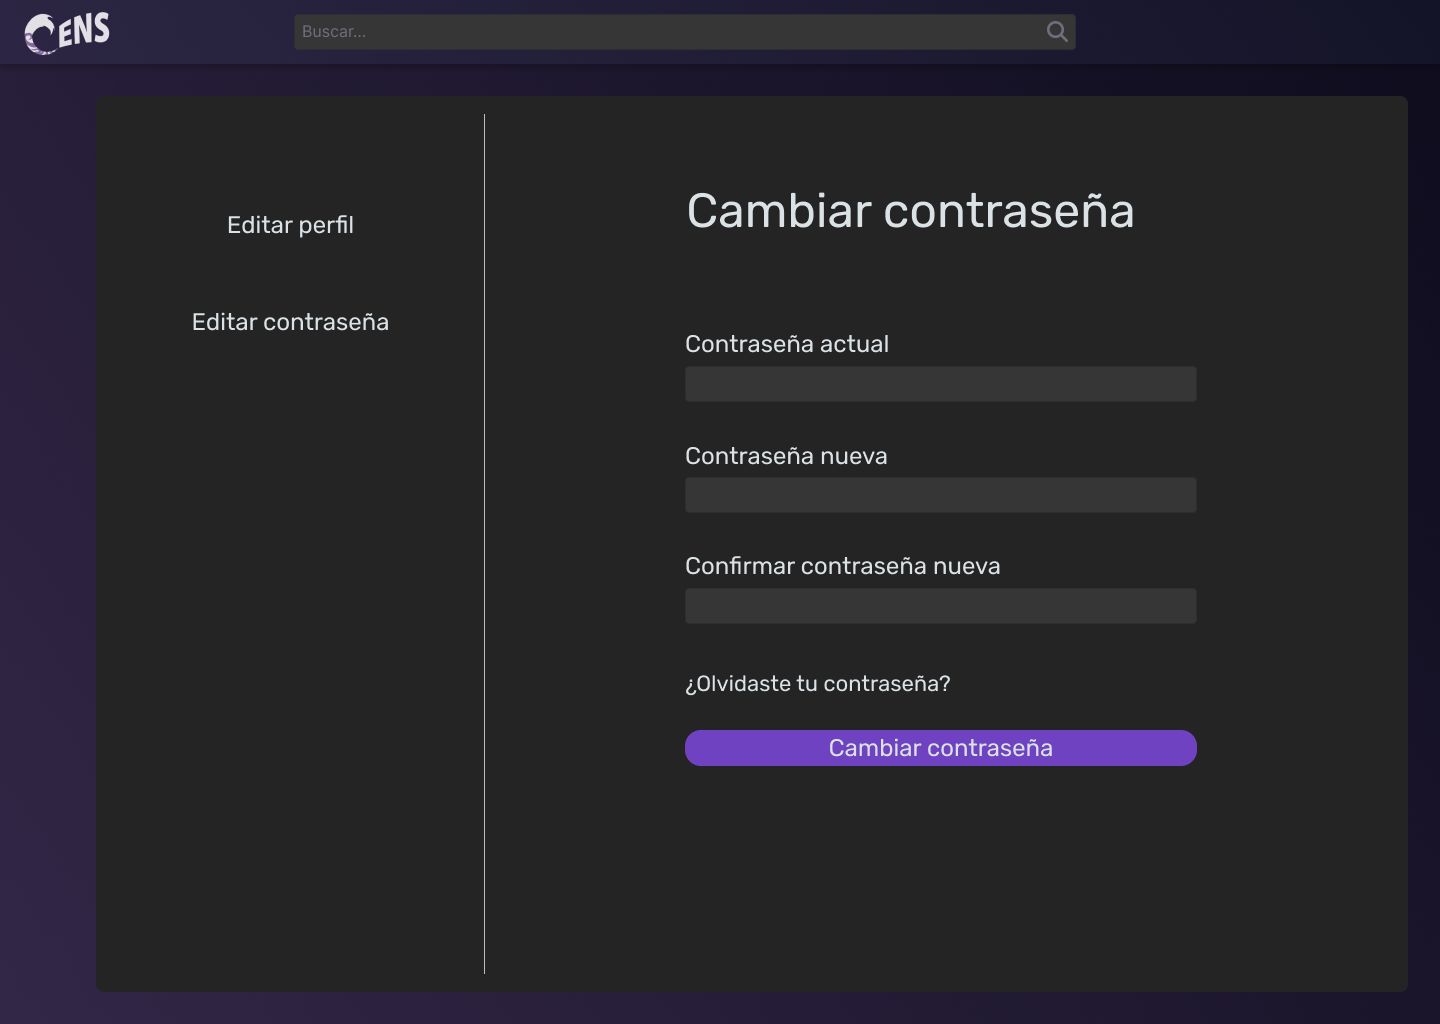 CENS
Buscar...
Editar perfil
Editar contraseña
Cambiar contraseña
Contraseña actual
Contraseña nueva
Confirmar contraseña nueva
¿Olvidaste tu contraseña?
Cambiar contraseña